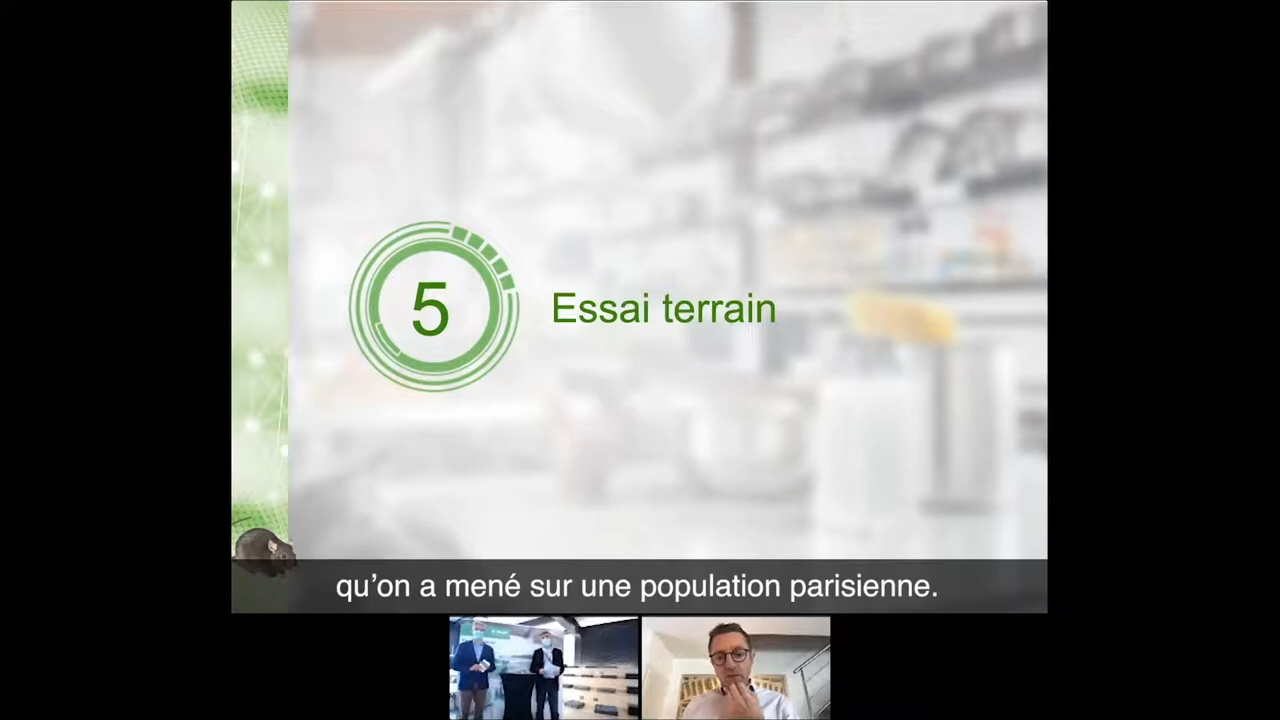 5
Essai terrain
qu’on a mené sur une population parisienne.